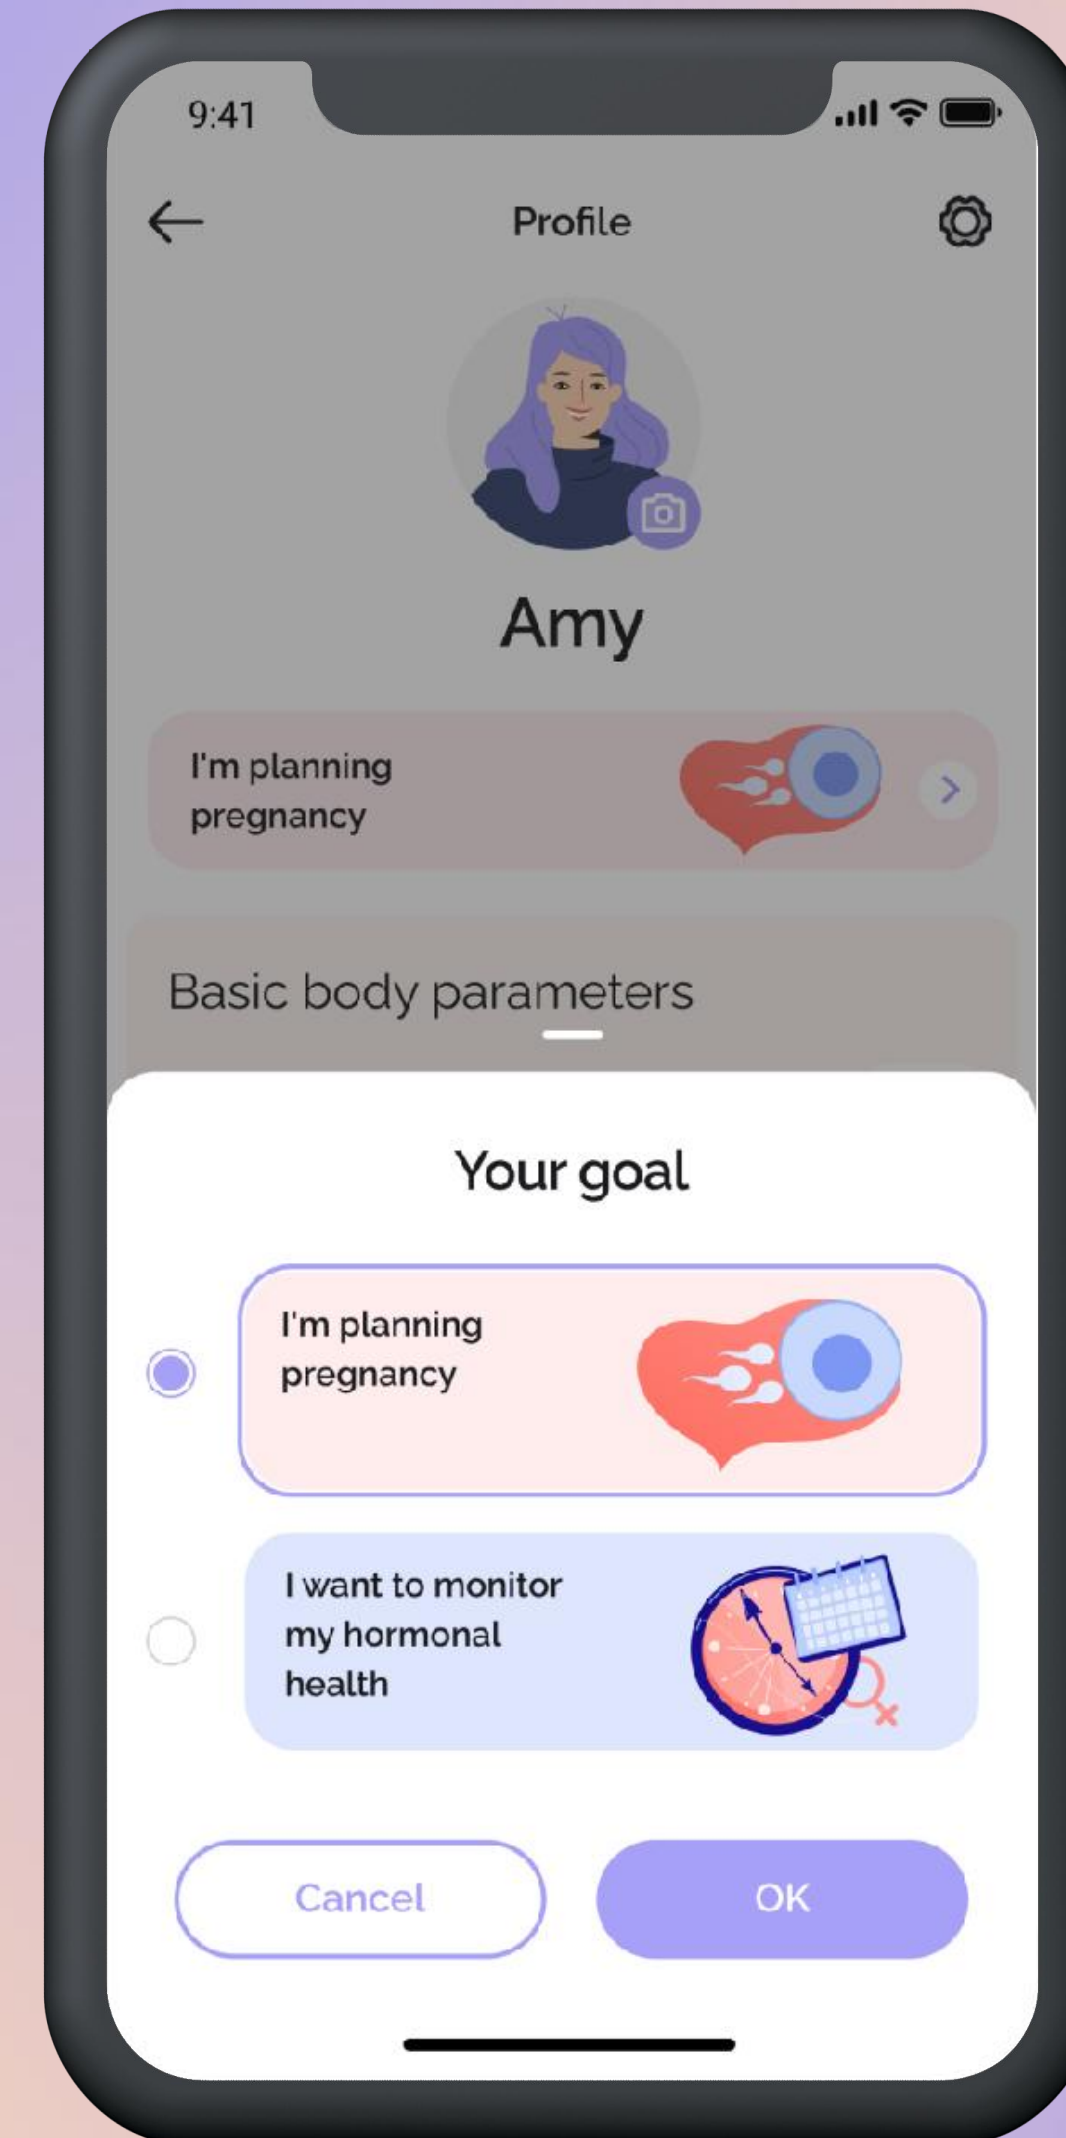 9:41
Profile
Amy
I'm planning
pregnancy
Basic body parameters
Your goal
I'm planning
pregnancy
I want to monitor
my hormonal
health
Cancel
OK